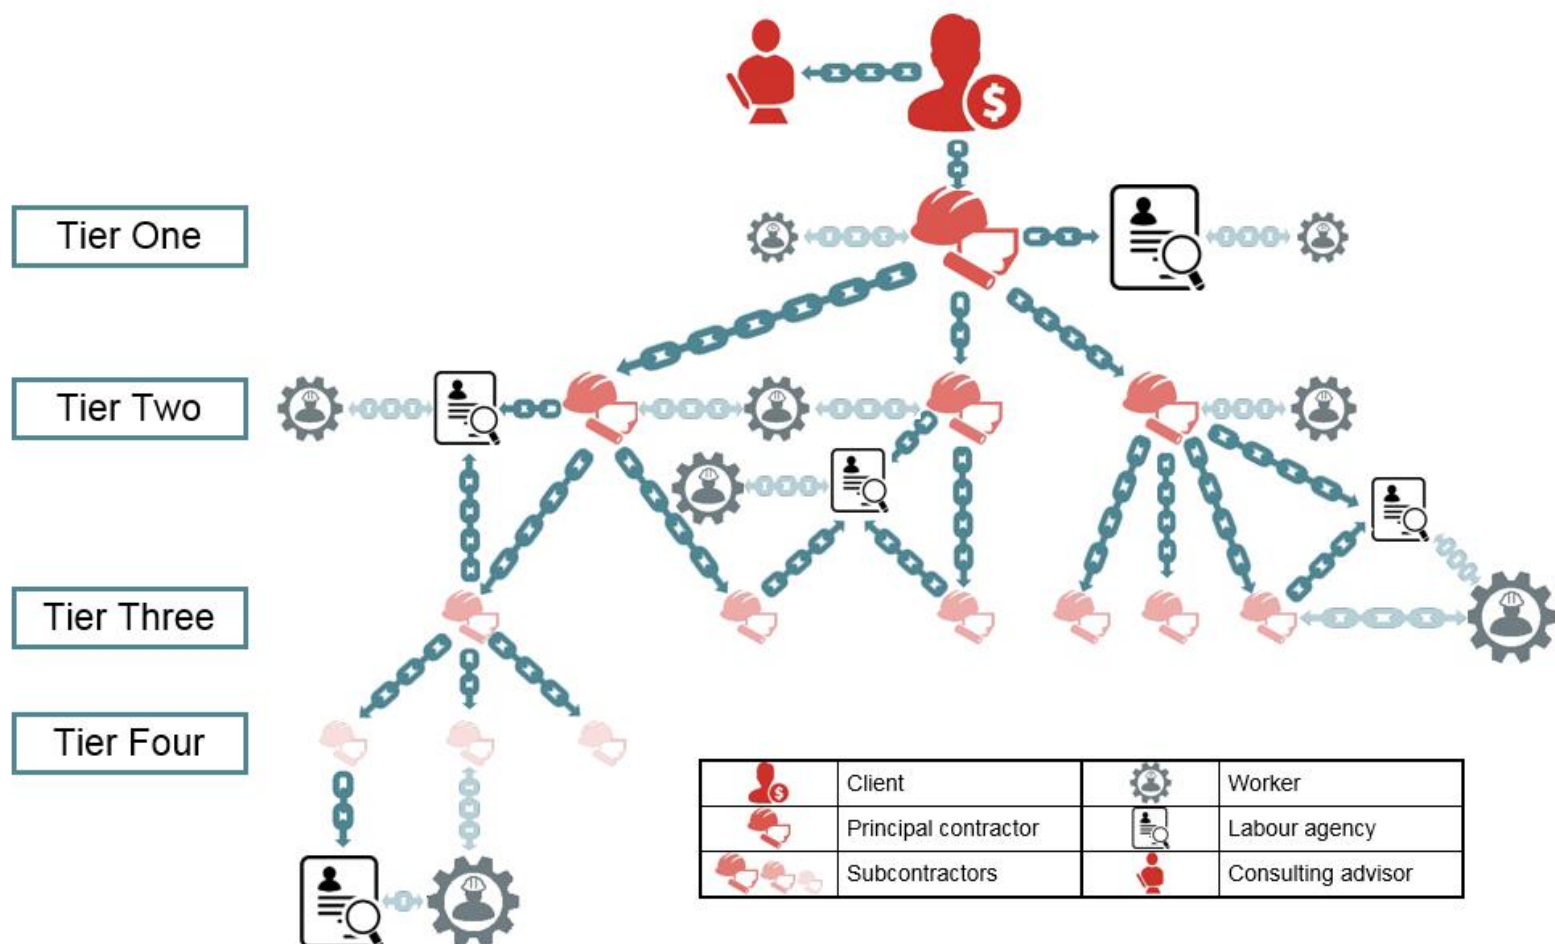 $
Tier One
Tier Two
Tier Three
Tier Four
$ Client
Worker
Principal contractor
Labour agency
Subcontractors
Consulting advisor